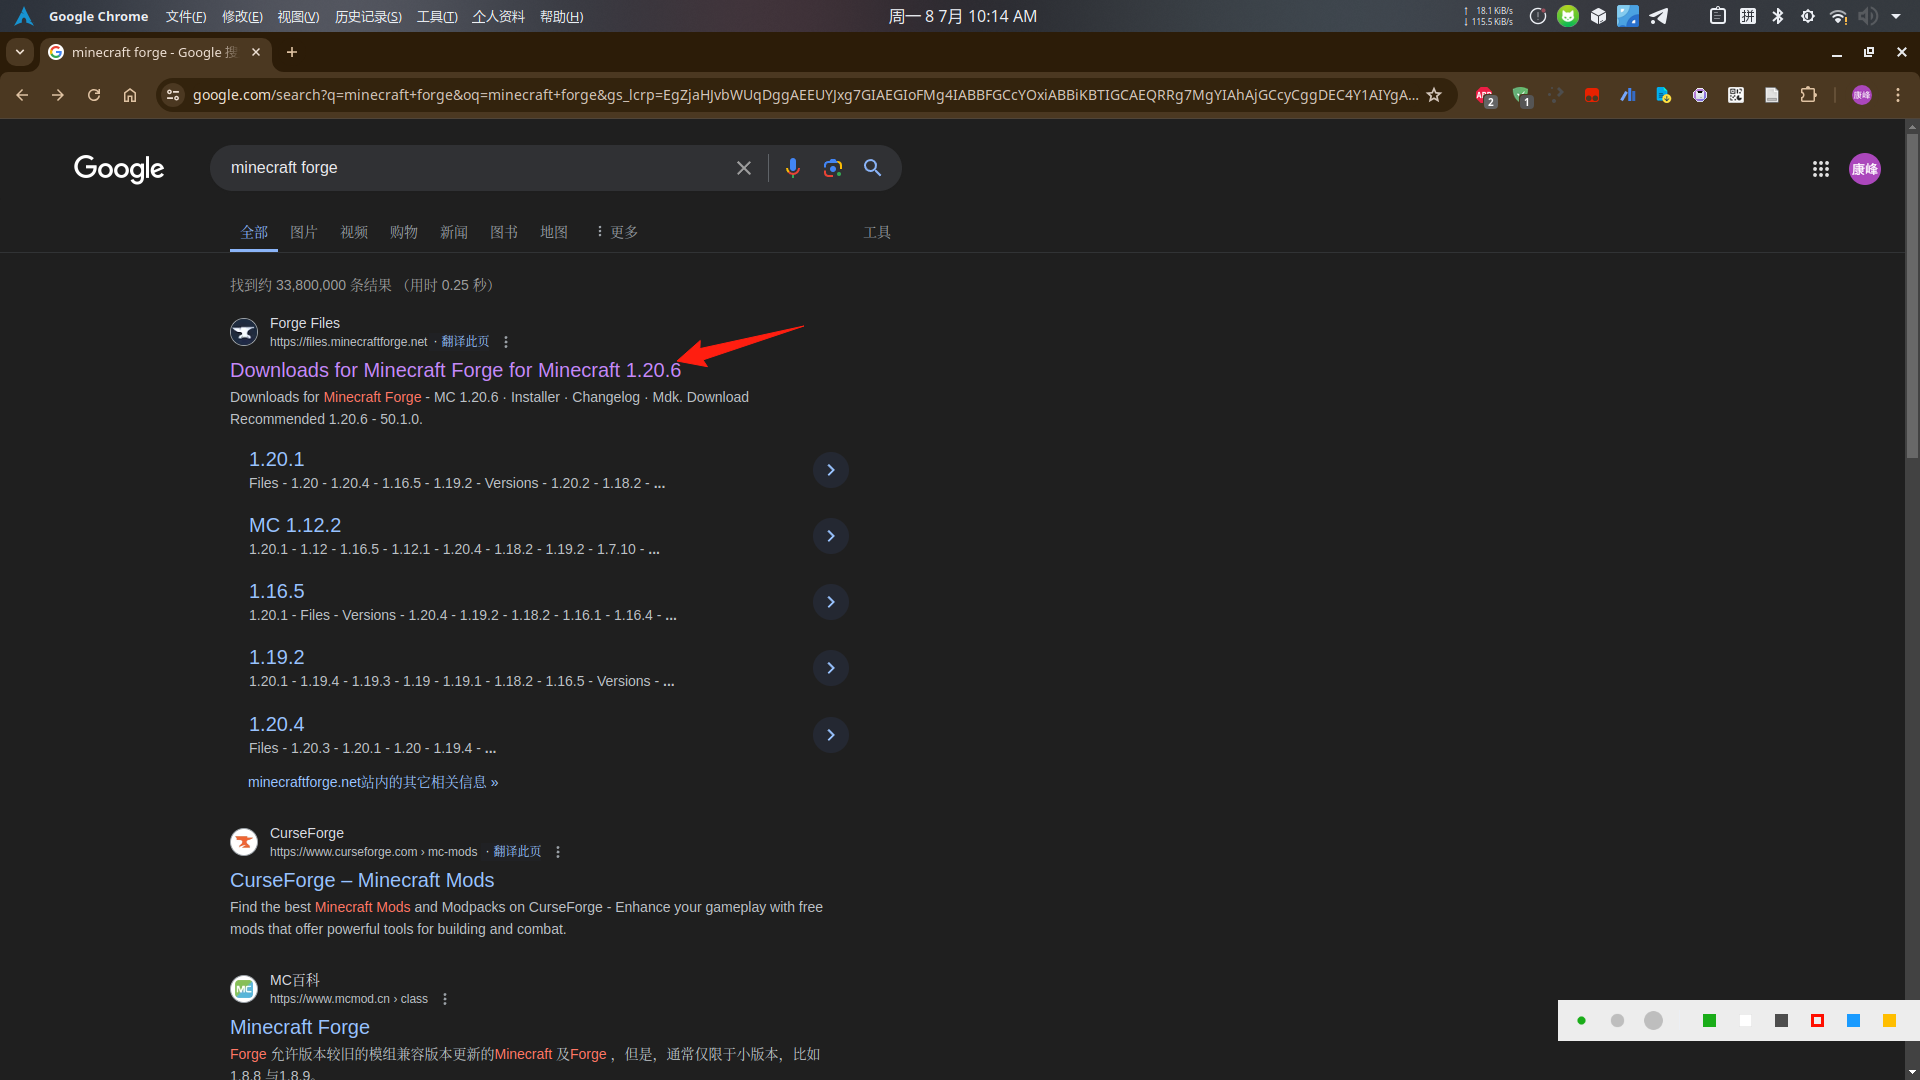 Google Chrome 文件(F) 修改(E) 视图(V) 历史记录(S) 工具(T) 个人资料 帮助(H) 周一 8 7月 10:14 AM ↑ 18.1 KiB/s
↓ 115.5 KiB/s
minecraft forge - Google 搜
google.com/search?q=minecraft+forge&oq=minecraft+forge&gs_lcrp=EgZjaHJvbWUqDggAEEUYJxg7GIAEGIoFMg4IABBFGCcYOxiABBiKBTIGCAEQRRg7MgYIAhAjGCcyCggDEC4Y1AIYgA... 2 1 康峰
Google minecraft forge 康峰
全部 图片 视频 购物 新闻 图书 地图 更多 工具
找到约 33,800,000 条结果 （用时 0.25 秒）
Forge Files
https://files.minecraftforge.net · 翻译此页
Downloads for Minecraft Forge for Minecraft 1.20.6
Downloads for Minecraft Forge - MC 1.20.6 · Installer · Changelog · Mdk. Download
Recommended 1.20.6 - 50.1.0.
1.20.1
Files - 1.20 - 1.20.4 - 1.16.5 - 1.19.2 - Versions - 1.20.2 - 1.18.2 - ...
MC 1.12.2
1.20.1 - 1.12 - 1.16.5 - 1.12.1 - 1.20.4 - 1.18.2 - 1.19.2 - 1.7.10 - ...
1.16.5
1.20.1 - Files - Versions - 1.20.4 - 1.19.2 - 1.18.2 - 1.16.1 - 1.16.4 - ...
1.19.2
1.20.1 - 1.19.4 - 1.19.3 - 1.19 - 1.19.1 - 1.18.2 - 1.16.5 - Versions - ...
1.20.4
Files - 1.20.3 - 1.20.1 - 1.20 - 1.19.4 - ...
minecraftforge.net站内的其它相关信息 »
CurseForge
https://www.curseforge.com › mc-mods · 翻译此页
CurseForge – Minecraft Mods
Find the best Minecraft Mods and Modpacks on CurseForge - Enhance your gameplay with free
mods that offer powerful tools for building and combat.
MC MC百科
https://www.mcmod.cn › class
Minecraft Forge
Forge 允许版本较旧的模组兼容版本更新的Minecraft 及Forge ，但是，通常仅限于小版本，比如
1.8.8 与1.8.9。